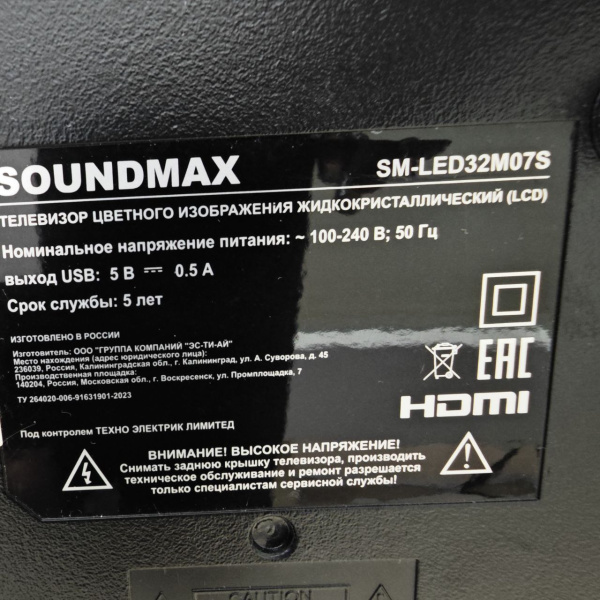 SOUNDMAX
SM-LED32M07S
ТЕЛЕВИЗОР ЦВЕТНОГО ИЗОБРАЖЕНИЯ ЖИДКОКРИСТАЛЛИЧЕСКИЙ (LCD)
Номинальное напряжение питания: ~ 100-240 В; 50 Гц
выход USB: 5 В ⎓ 0.5 А
Срок службы: 5 лет
ИЗГОТОВЛЕНО В РОССИИ
Изготовитель: ООО "ГРУППА КОМПАНИЙ "ЭС-ТИ-АЙ"
Место нахождения (адрес юридического лица):
236039, Россия, Калининградская обл., г. Калининград, ул. А. Суворова, д. 45
Производственная площадка:
140204, Россия, Московская обл., г. Воскресенск, ул. Промплощадка, 7
ТУ 264020-006-91631901-2023
EAC
HDMI
Под контролем ТЕХНО ЭЛЕКТРИК ЛИМИТЕД
ВНИМАНИЕ! ВЫСОКОЕ НАПРЯЖЕНИЕ!
Снимать заднюю крышку телевизора, производить
техническое обслуживание и ремонт разрешается
только специалистам сервисной службы!
CAUTION